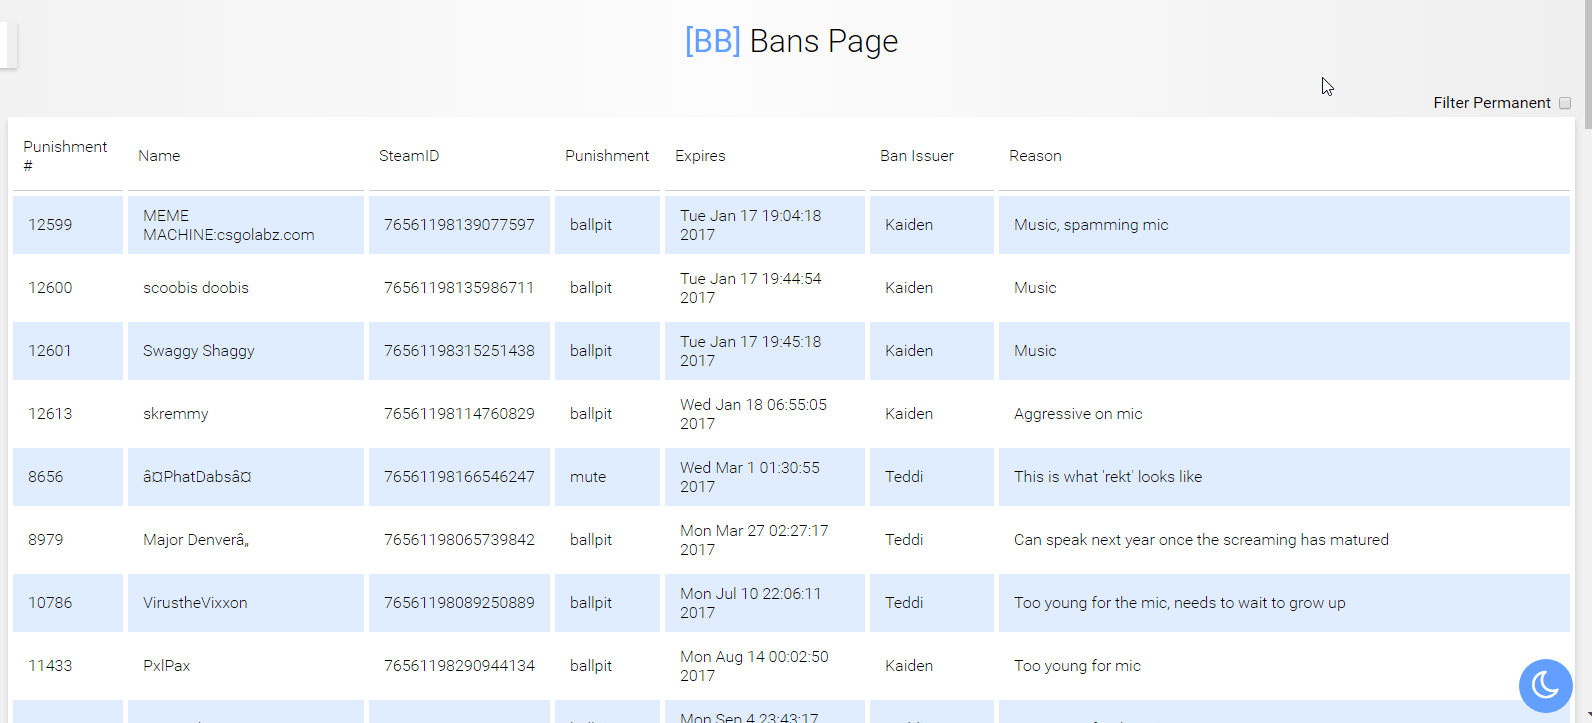 [BB] Bans Page
Filter Permanent
Punishment
#
Name
SteamID
Punishment
Expires
Ban Issuer
Reason
12599
MEME
MACHINE:csgolabz.com
76561198139077597
ballpit
Tue Jan 17 19:04:18
2017
Kaiden
Music, spamming mic
12600
scoobis doobis
76561198135986711
ballpit
Tue Jan 17 19:44:54
2017
Kaiden
Music
12601
Swaggy Shaggy
76561198315251438
ballpit
Tue Jan 17 19:45:18
2017
Kaiden
Music
12613
skremmy
76561198114760829
ballpit
Wed Jan 18 06:55:05
2017
Kaiden
Aggressive on mic
8656
â¤PhatDabsâ¤
76561198166546247
mute
Wed Mar 1 01:30:55
2017
Teddi
This is what 'rekt' looks like
8979
Major Denverâ„
76561198065739842
ballpit
Mon Mar 27 02:27:17
2017
Teddi
Can speak next year once the screaming has matured
10786
VirustheVixxon
76561198089250889
ballpit
Mon Jul 10 22:06:11
2017
Teddi
Too young for the mic, needs to wait to grow up
11433
PxlPax
76561198290944134
ballpit
Mon Aug 14 00:02:50
2017
Kaiden
Too young for mic
Mon Sep 4 23:43:17